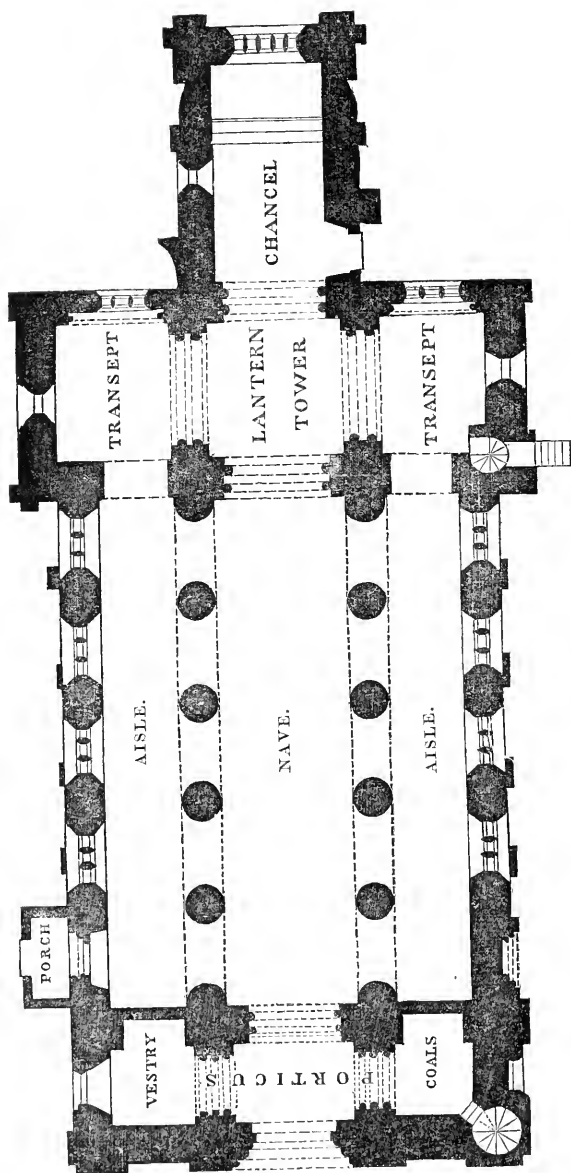 CHANCEL
TRANSEPT
LANTERN
TOWER
TRANSEPT
AISLE.
NAVE.
AISLE.
PORCH
VESTRY
PORTICUS
COALS